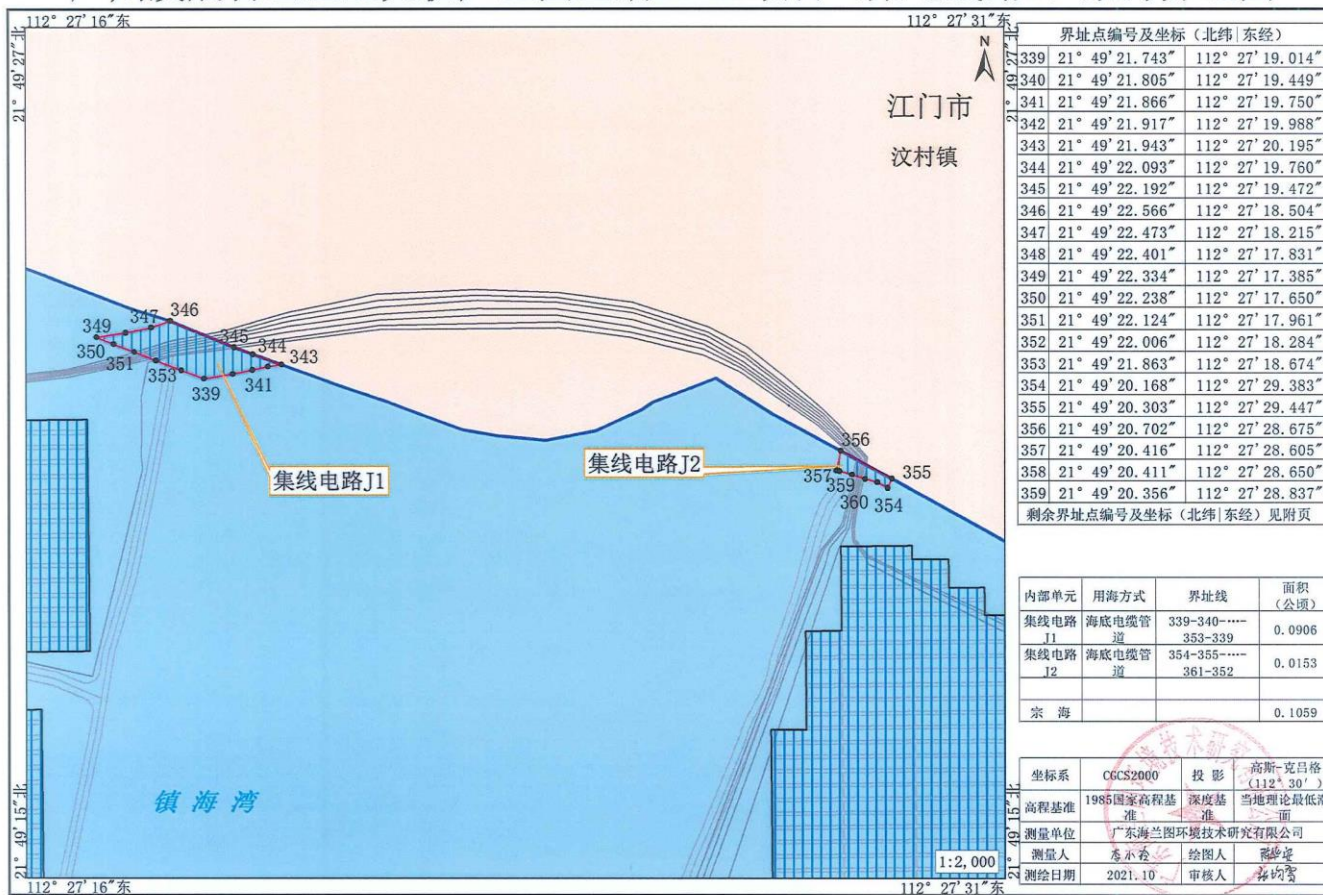 112° 27'16"东
112° 27'31"东
21° 49'27"北
21° 49'27"北
N
江门市
汶村镇
346
347
349
345
350
344
351
343
353
341
339
集线电路J1
集线电路J2
356
355
357
359
360
354
镇海湾
1:2,000
21° 49'15"北
21° 49'15"北
112° 27'16"东
112° 27'31"东
界址点编号及坐标（北纬|东经）
339 21° 49'21.743" 112° 27'19.014"
340 21° 49'21.805" 112° 27'19.449"
341 21° 49'21.866" 112° 27'19.750"
342 21° 49'21.917" 112° 27'19.988"
343 21° 49'21.943" 112° 27'20.195"
344 21° 49'22.093" 112° 27'19.760"
345 21° 49'22.192" 112° 27'19.472"
346 21° 49'22.566" 112° 27'18.504"
347 21° 49'22.473" 112° 27'18.215"
348 21° 49'22.401" 112° 27'17.831"
349 21° 49'22.334" 112° 27'17.385"
350 21° 49'22.238" 112° 27'17.650"
351 21° 49'22.124" 112° 27'17.961"
352 21° 49'22.006" 112° 27'18.284"
353 21° 49'21.863" 112° 27'18.674"
354 21° 49'20.168" 112° 27'29.383"
355 21° 49'20.303" 112° 27'29.447"
356 21° 49'20.702" 112° 27'28.675"
357 21° 49'20.416" 112° 27'28.605"
358 21° 49'20.411" 112° 27'28.650"
359 21° 49'20.356" 112° 27'28.837"
剩余界址点编号及坐标（北纬|东经）见附页
内部单元 用海方式 界址线 面积（公顷）
集线电路J1 海底电缆管道 339-340-……353-339 0.0906
集线电路J2 海底电缆管道 354-355-……361-352 0.0153
宗 海 0.1059
坐标系 CGCS2000 投 影 高斯-克吕格（112° 30′）
高程基准 1985国家高程基准 深度基准 当地理论最低潮面
测量单位 广东海兰图环境技术研究有限公司
测量人 绘图人
测绘日期 2021.10 审核人